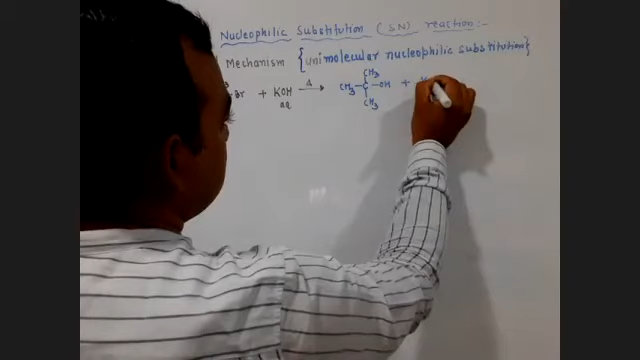 Nucleophilic Substitution (SN) reaction:-
Mechanism {unimolecular nucleophilic substitution}
CH₃
Br + KOH →Δ CH₃-C-OH +
aq CH₃